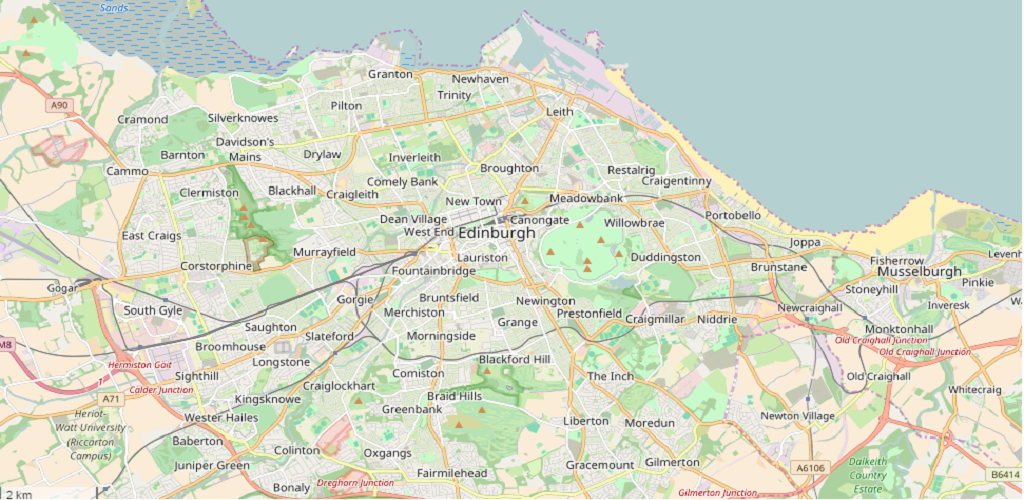 Sands
Granton
Newhaven
Trinity
A90
Pilton
Leith
Cramond
Silverknowes
Davidson's
Mains
Barnton
Drylaw
Inverleith
Broughton
Cammo
Restalrig
Craigentinny
Clermiston
Blackhall
Craigleith
Comely Bank
New Town
Meadowbank
Dean Village
Canongate
Willowbrae
Portobello
East Craigs
West End
Edinburgh
Joppa
Murrayfield
Lauriston
Duddingston
Corstorphine
Fountainbridge
Brunstane
Fisherrow
Musselburgh
Levenh
Pinkie
Gogar
Gorgie
Bruntsfield
Newington
Stoneyhill
South Gyle
Merchiston
Prestonfield
Craigmillar
Niddrie
Newcraighall
Inveresk
Wa
Saughton
Grange
Monktonhall
Slateford
Morningside
Old Craighall Junction
M8
Broomhouse
Old Craighall Junction
Hermiston Gait
Longstone
Blackford Hill
Sighthill
Comiston
The Inch
Old Craighall
Calder Junction
Craiglockhart
Whitecraig
A71
Kingsknowe
Braid Hills
Heriot-
Watt University
(Riccarton
Campus)
Wester Hailes
Greenbank
Liberton
Moredun
Newton Village
Baberton
Colinton
Oxgangs
Juniper Green
Gracemount
Gilmerton
A6106
Dalkeith
Country
Estate
Fairmilehead
B6414
Bonaly
Dreghorn Junction
Gilmerton Junction
2 km